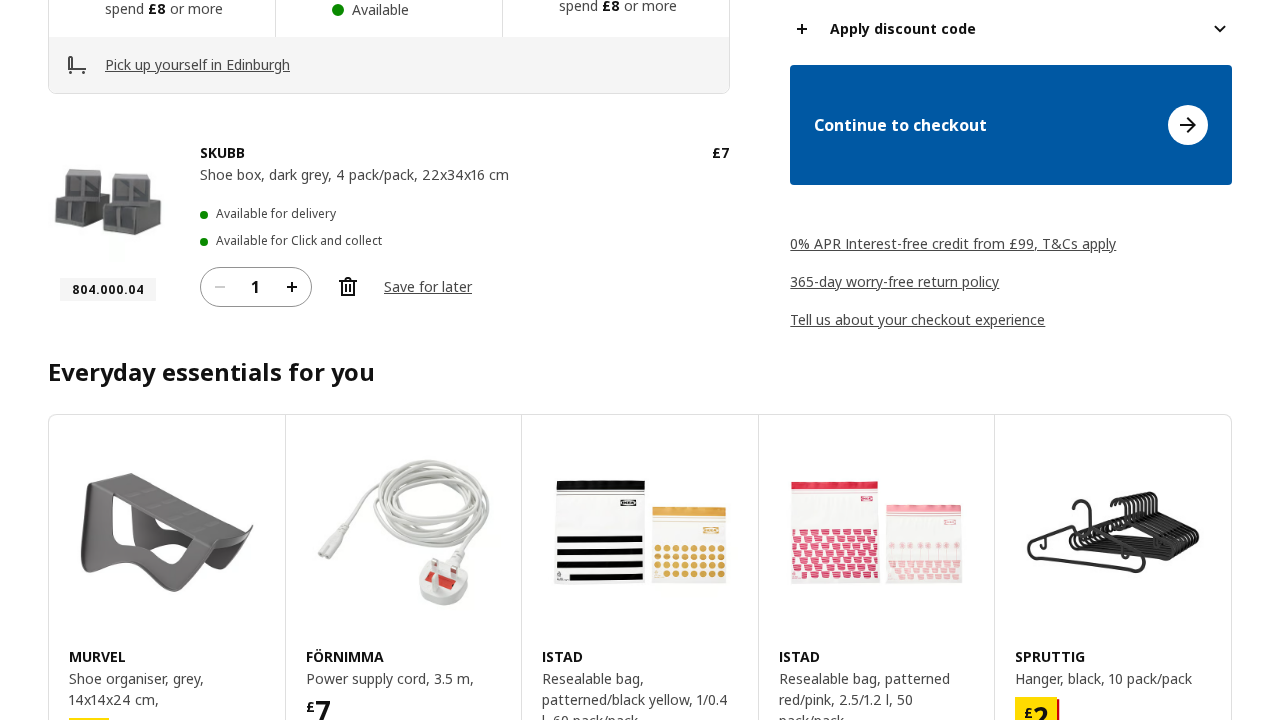 spend £8 or more
Available
spend £8 or more
Pick up yourself in Edinburgh
SKUBB
£7
Shoe box, dark grey, 4 pack/pack, 22x34x16 cm
Available for delivery
Available for Click and collect
804.000.04
1
Save for later
Apply discount code
Continue to checkout
0% APR Interest-free credit from £99, T&Cs apply
365-day worry-free return policy
Tell us about your checkout experience
Everyday essentials for you
MURVEL
Shoe organiser, grey,
14x14x24 cm,
FÖRNIMMA
Power supply cord, 3.5 m,
£7
ISTAD
Resealable bag,
patterned/black yellow, 1/0.4
l, 60 pack/pack
ISTAD
Resealable bag, patterned
red/pink, 2.5/1.2 l, 50
pack/pack
SPRUTTIG
Hanger, black, 10 pack/pack
£2